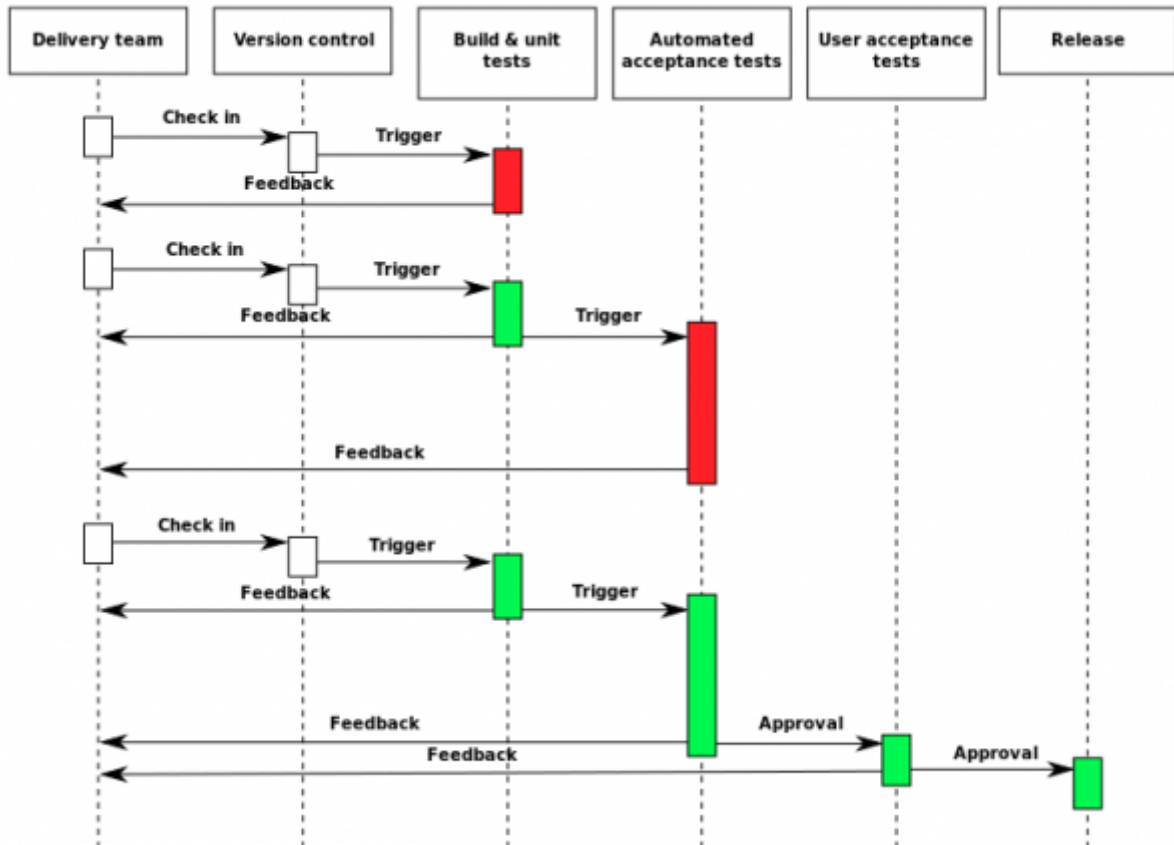 Delivery team
Version control
Build & unit
tests
Automated
acceptance tests
User acceptance
tests
Release
Check in
Trigger
Feedback
Check in
Trigger
Feedback
Trigger
Feedback
Check in
Trigger
Feedback
Trigger
Feedback
Approval
Feedback
Approval